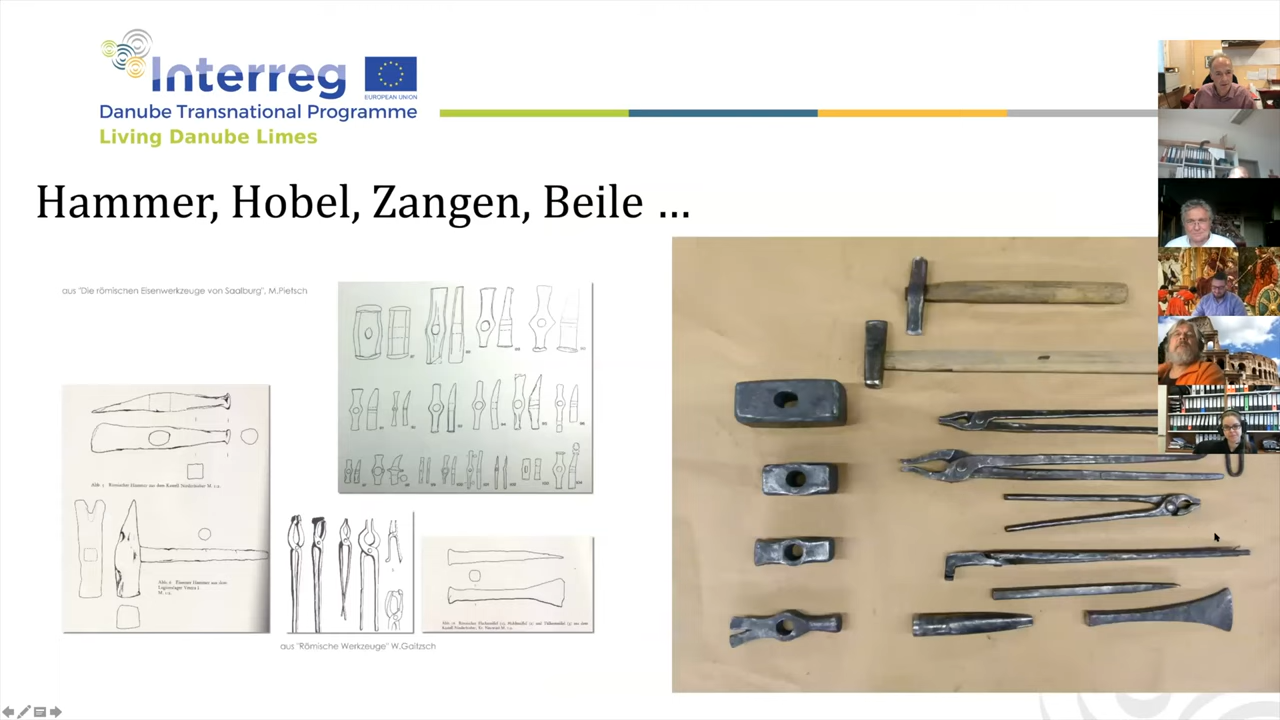 Interreg
EUROPEAN UNION
Danube Transnational Programme
Living Danube Limes
Hammer, Hobel, Zangen, Beile ...
aus "Die römischen Eisenwerkzeuge von Saalburg", M.Pietsch
aus "Römische Werkzeuge" W.Gaitzsch